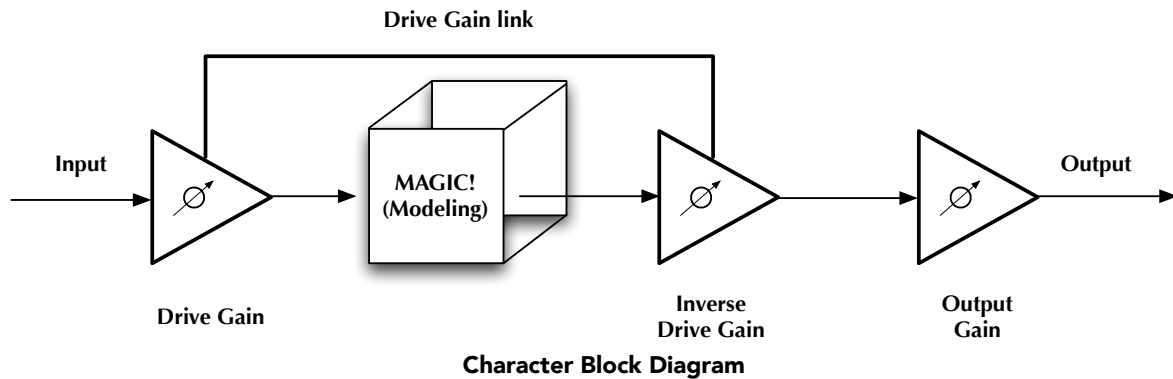 Drive Gain link
Input
MAGIC!
(Modeling)
Output
Drive Gain
Inverse
Drive Gain
Output
Gain
Character Block Diagram